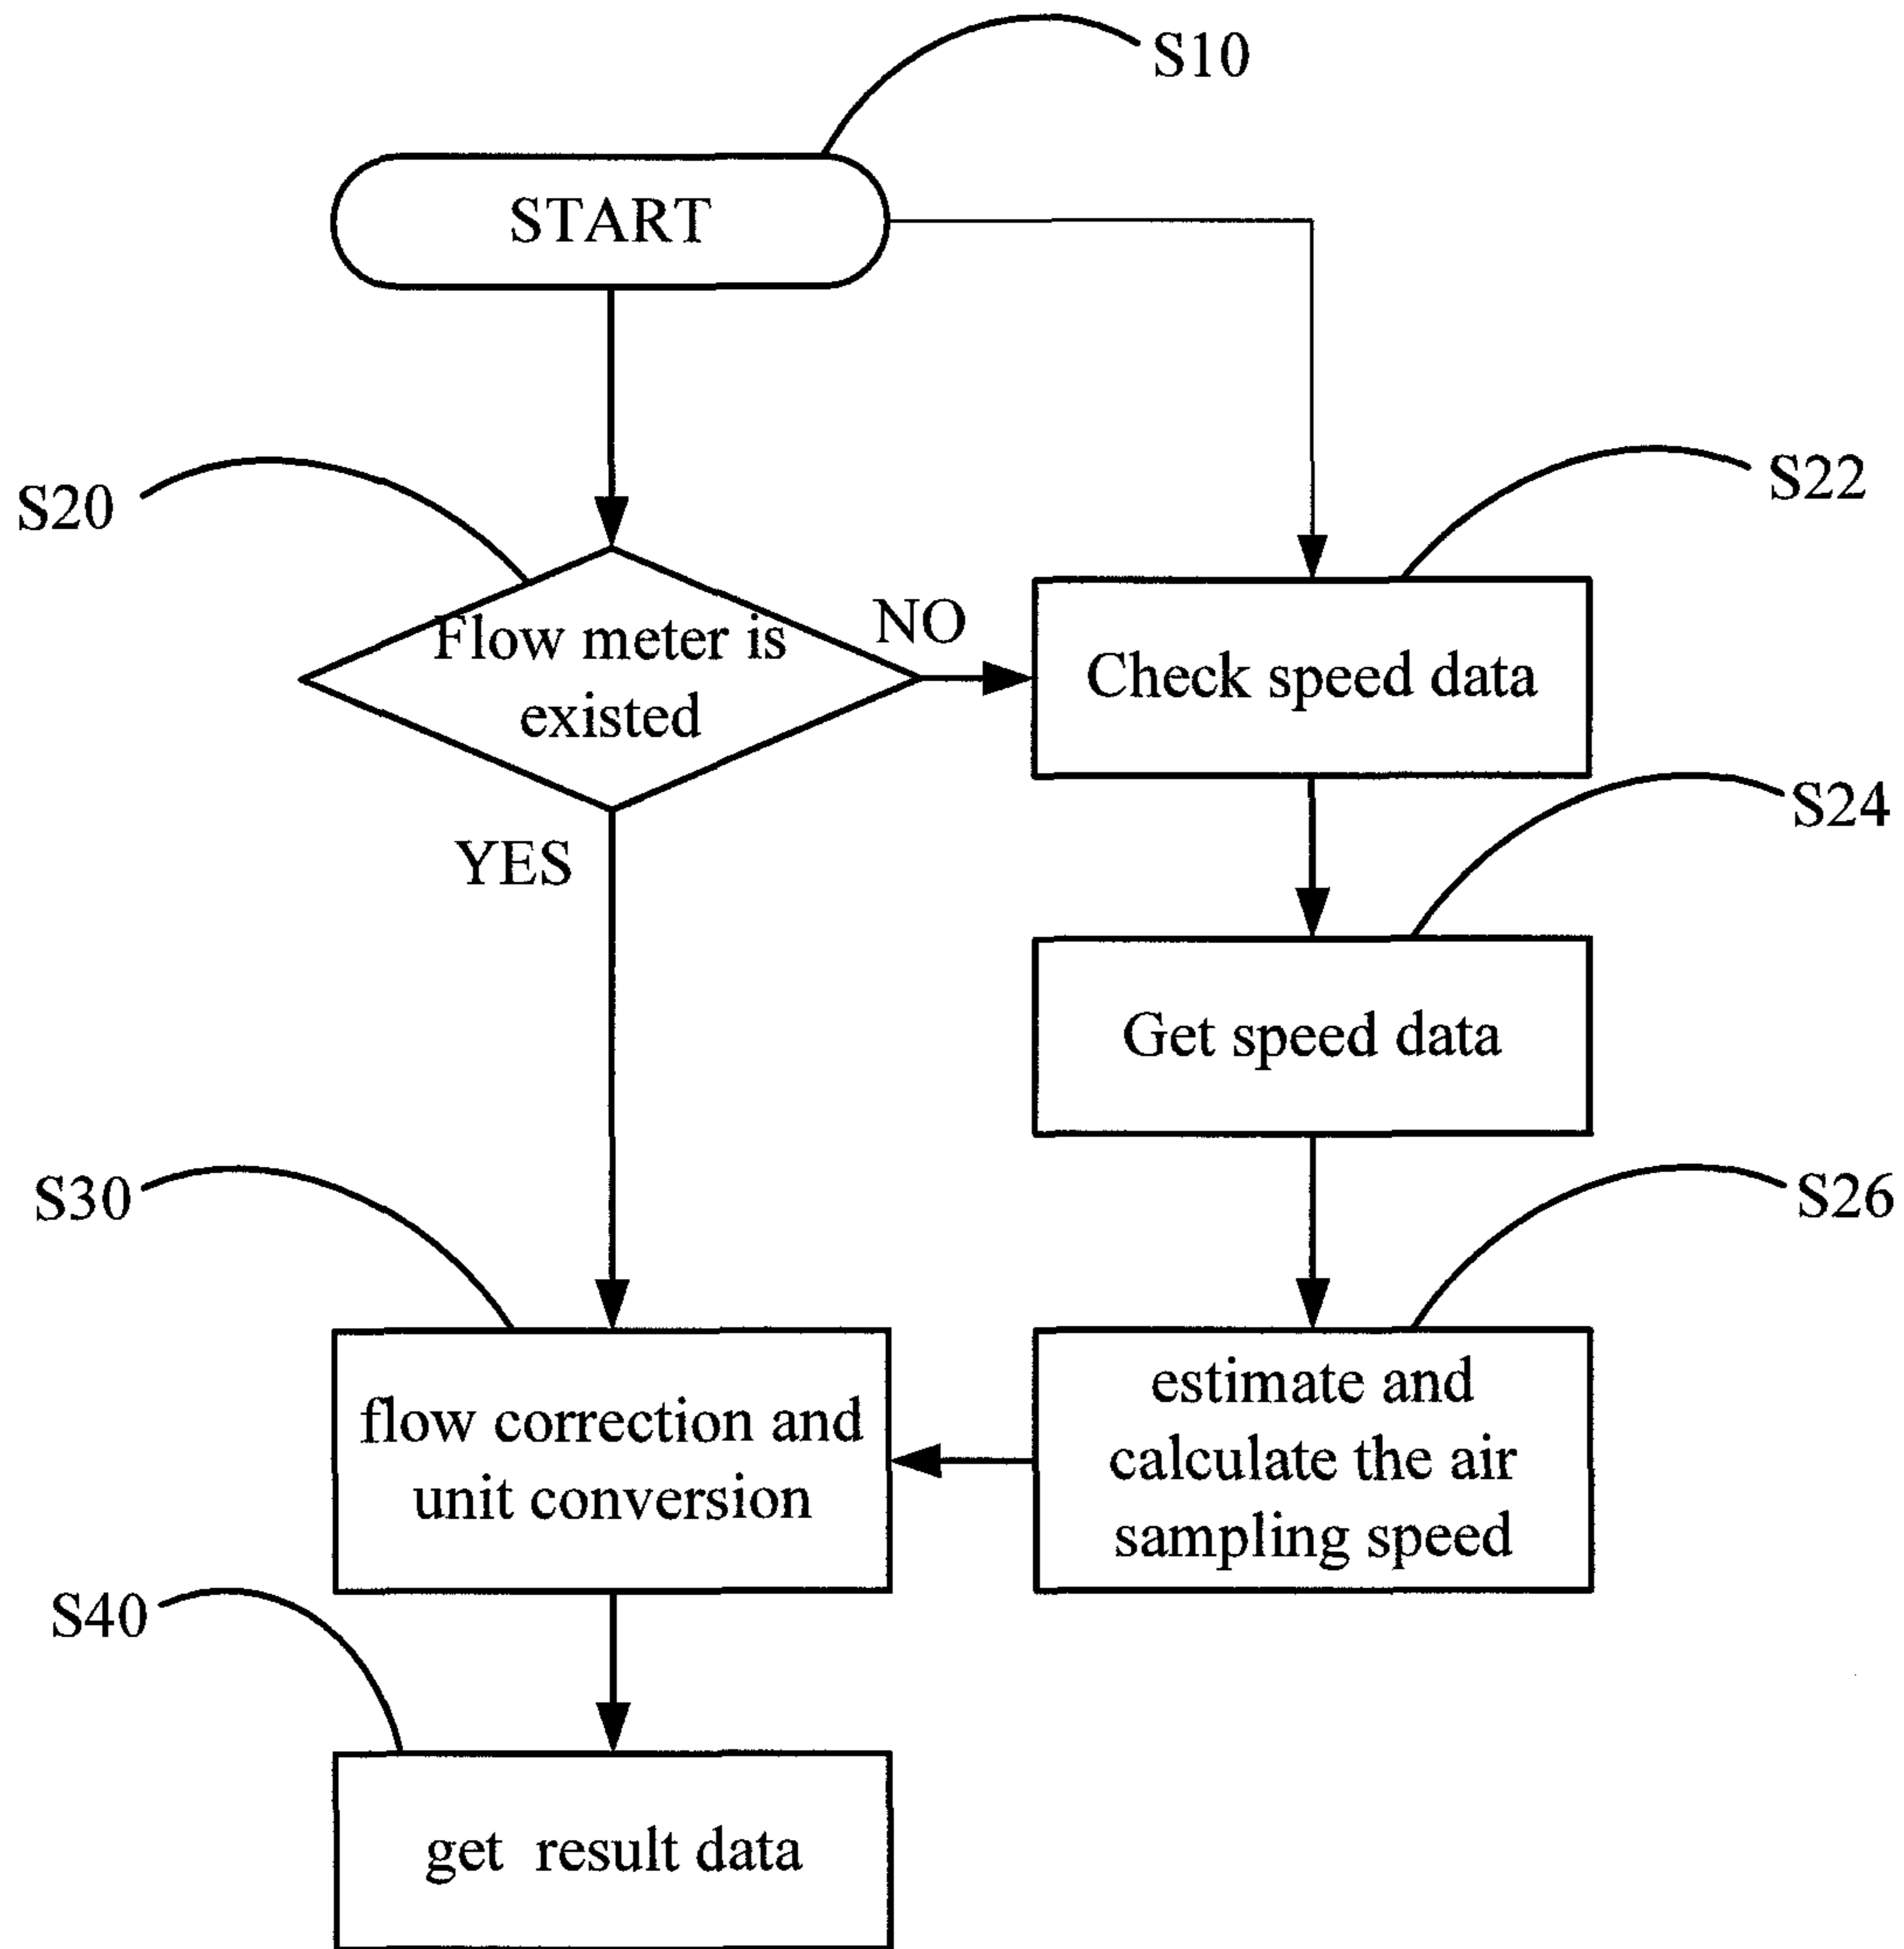 S10
START
S20
S22
Flow meter is
existed
NO
Check speed data
S24
YES
Get speed data
S30
S26
flow correction and
unit conversion
estimate and
calculate the air
sampling speed
S40
get result data